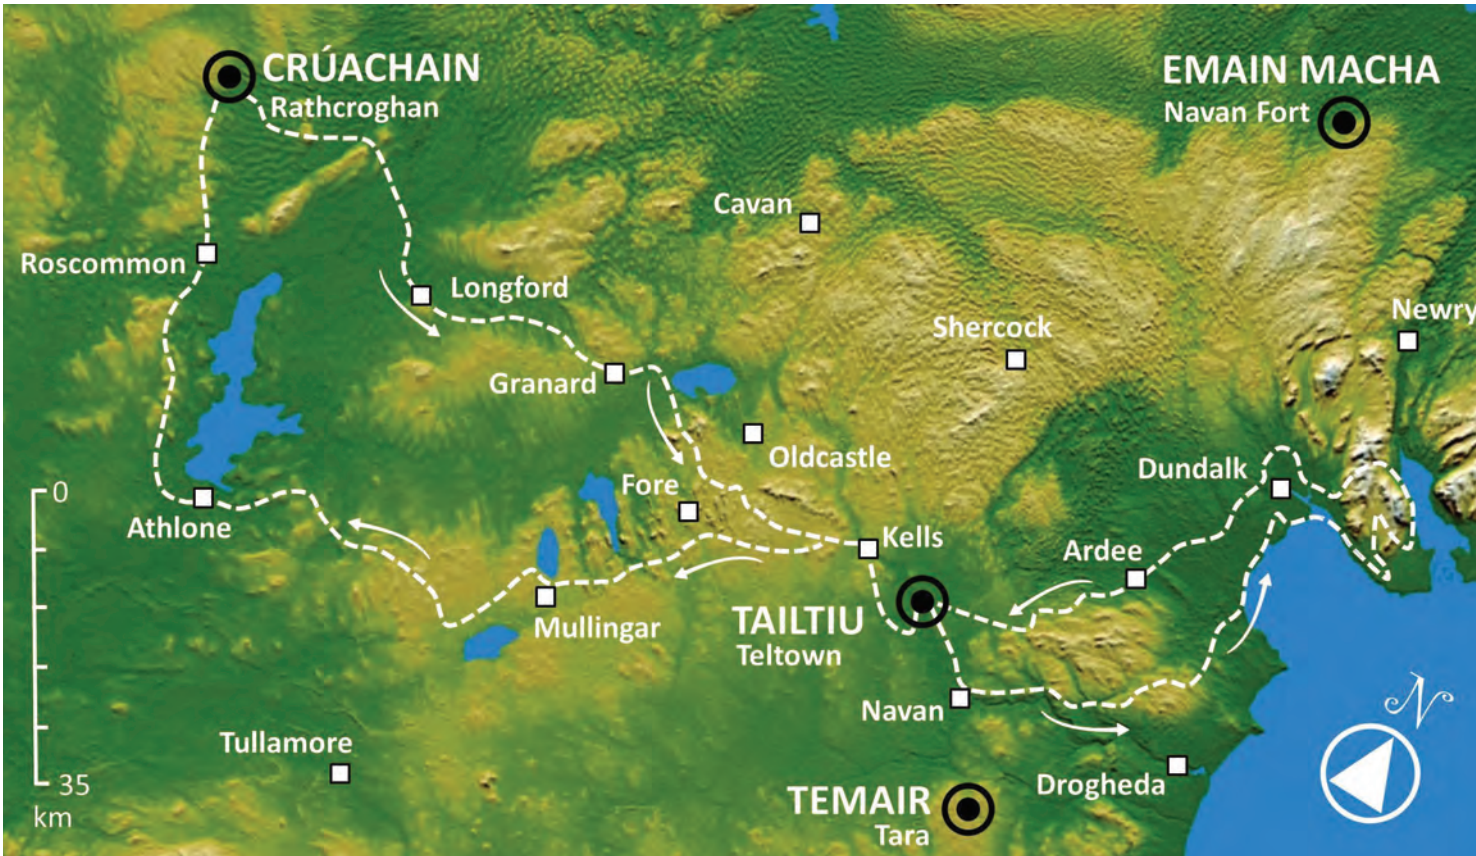 CRÚACHAIN
Rathcroghan
EMAIN MACHA
Navan Fort
Cavan
Roscommon
Longford
Newry
Shercock
Granard
Oldcastle
Dundalk
Fore
0
Athlone
Kells
Ardee
TAILTIU
Teltown
Mullingar
Navan
N
Tullamore
35
km
Drogheda
TEMAIR
Tara